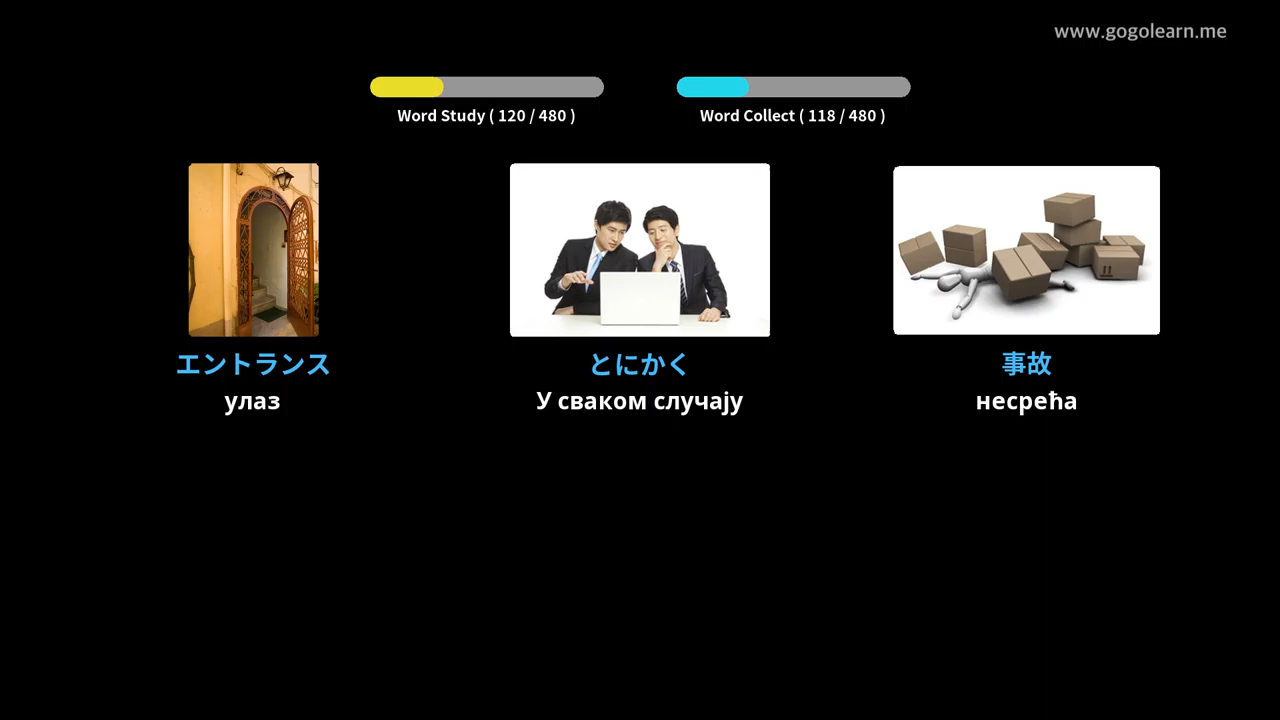 www.gogolearn.me
Word Study ( 120 / 480 )
Word Collect ( 118 / 480 )
エントランス
улаз
とにかく
У сваком случају
事故
несрећа